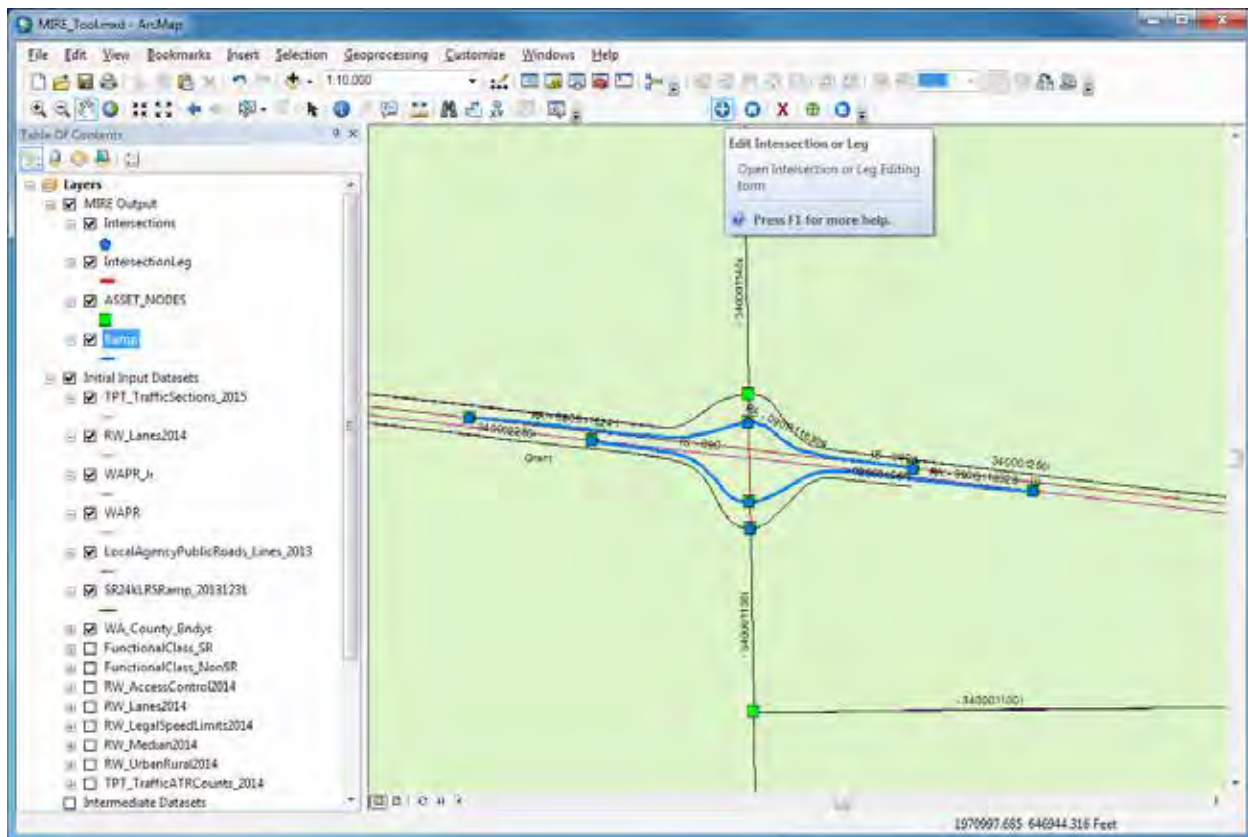 MIRE_Tool.mxd - ArcMap
File Edit View Bookmarks Insert Selection Geoprocessing Customize Windows Help
1:10,000
Table Of Contents
Edit Intersection or Leg
Open Intersection or Leg Editing form
Press F1 for more help.
Layers
MIRE Output
Intersections
IntersectionLeg
ASSET_NODES
Ramp
Initial Input Datasets
TPT_TrafficSections_2015
RW_Lanes2014
WAPR_Jr
WAPR
LocalAgencyPublicRoads_Lines_2013
SR24kLRSRamp_20131231
WA_County_Bndys
FunctionalClass_SR
FunctionalClass_NonSR
RW_AccessControl2014
RW_Lanes2014
RW_LegalSpeedLimits2014
RW_Median2014
RW_UrbanRural2014
TPT_TrafficATRCounts_2014
Intermediate Datasets
Grant
1970997.685 646944.316 Feet